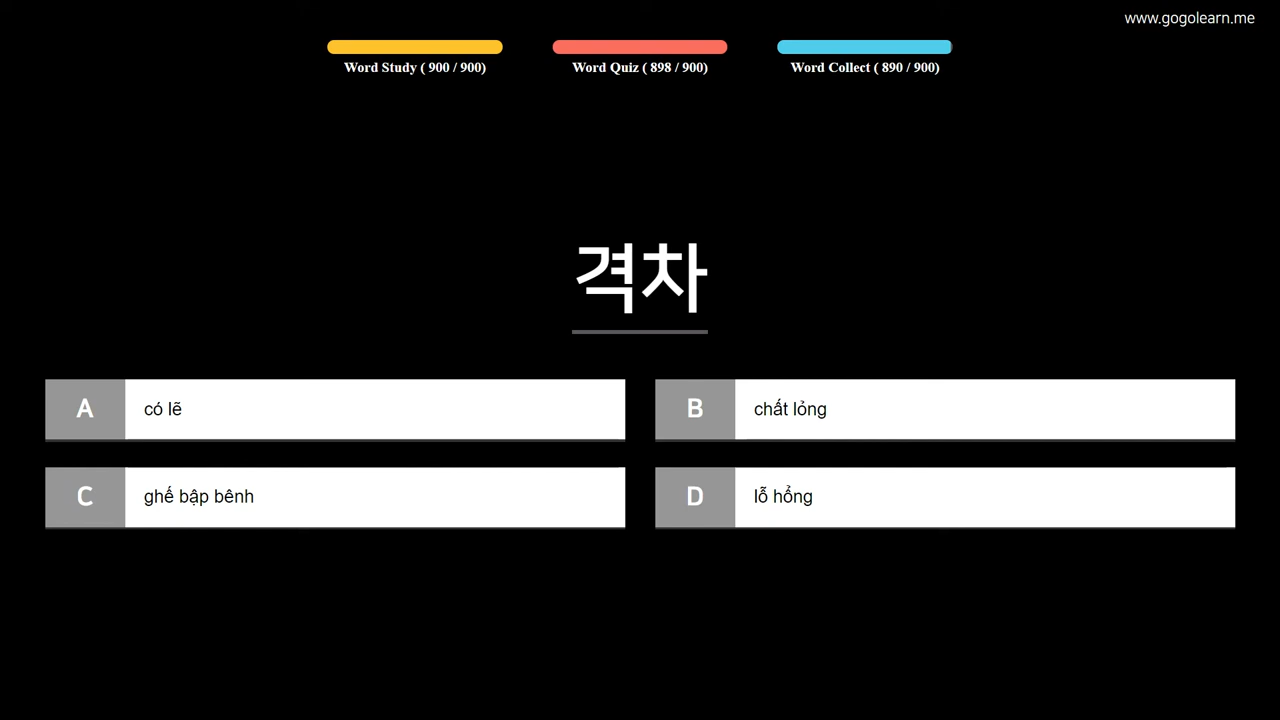 www.gogolearn.me
Word Study ( 900 / 900)
Word Quiz ( 898 / 900)
Word Collect ( 890 / 900)
격차
A
có lẽ
B
chất lỏng
C
ghế bập bênh
D
lỗ hổng